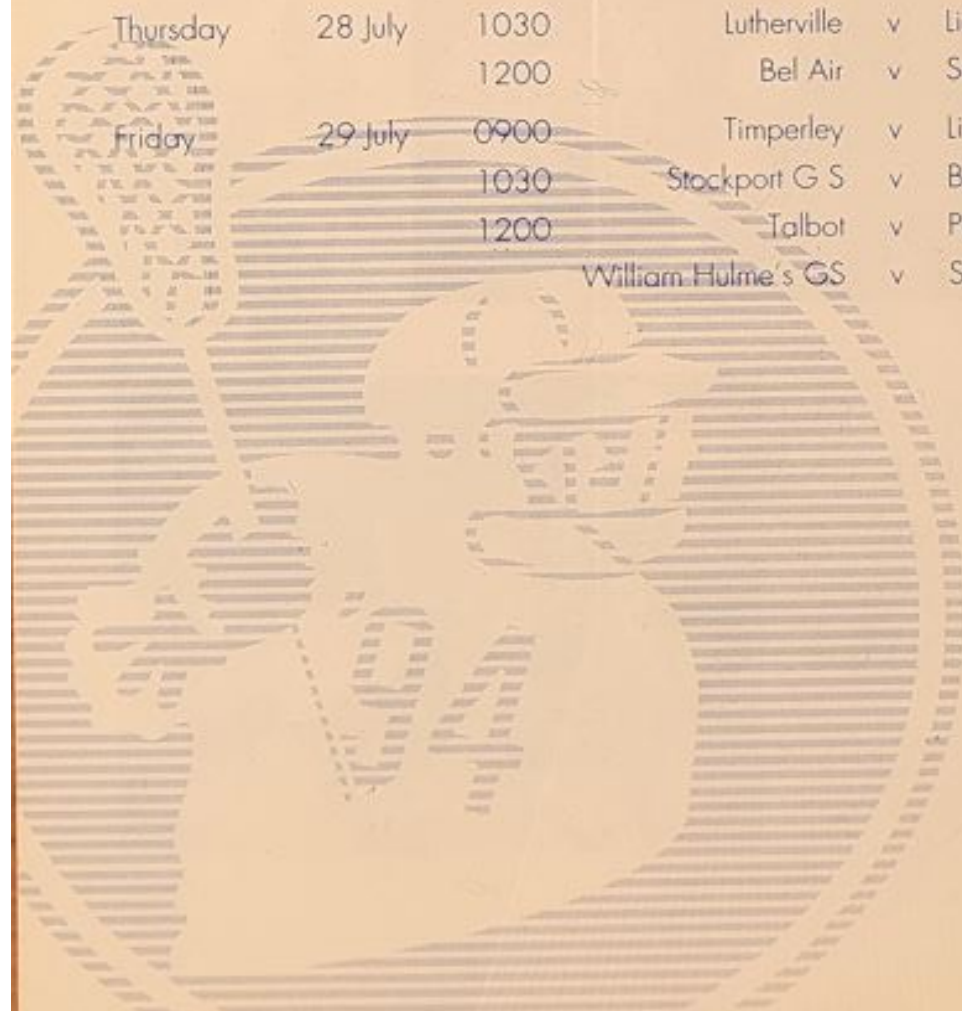 Thursday 28 July 1030 Lutherville v Li
1200 Bel Air v S
Friday 29 July 0900 Timperley v Li
1030 Stockport G S v B
1200 Talbot v P
William Hulme's GS v S
94